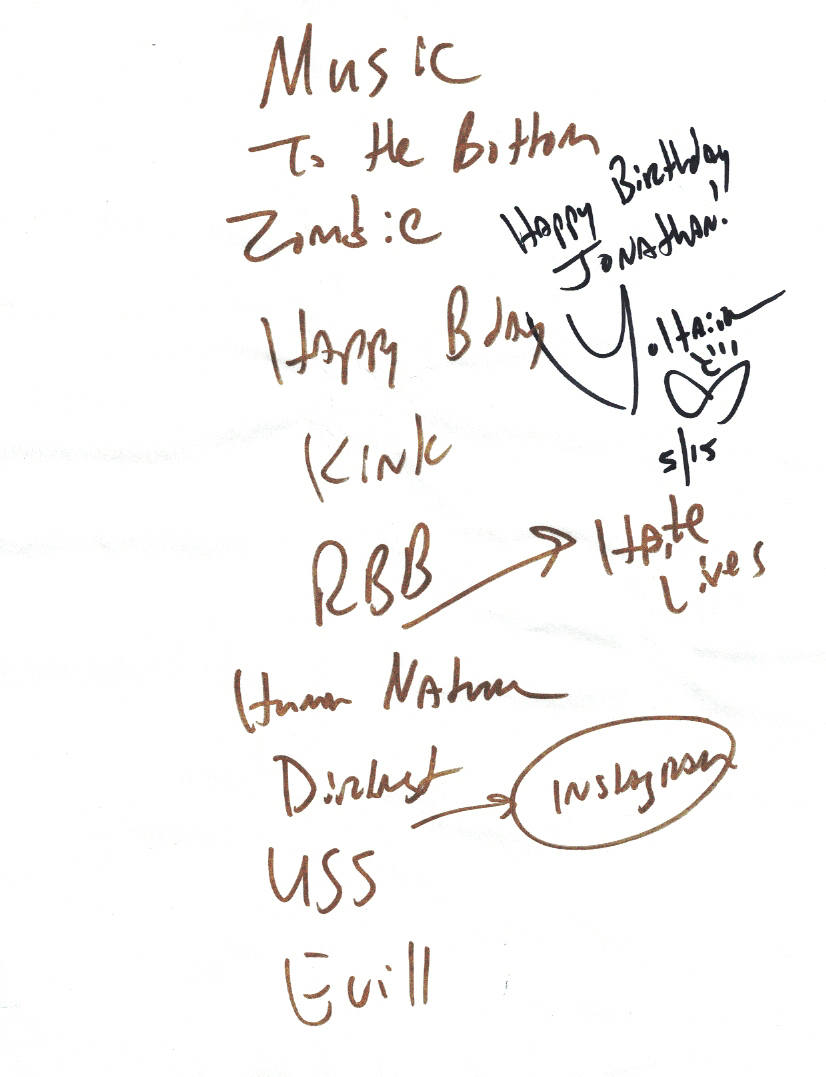 Music
To the Bottom
Zombie
Happy Birthday
Jonathan!
Voltaire
5/15
Happy Bday
Kink
RBB
Hate
Lives
Human Nature
Dirtiest
Instagram
USS
Evill